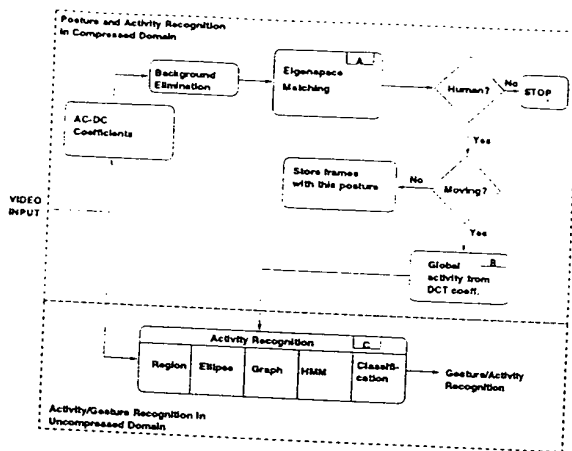 Posture and Activity Recognition
in Compressed Domain
Background
Elimination
A
Eigenspace
Matching
Human?
No
STOP
AC-DC
Coefficients
Yes
Store frames
with this posture
No
Moving?
VIDEO
INPUT
Yes
B
Global
activity from
DCT coeff.
Activity Recognition
C
Region
Ellipse
Graph
HMM
Classifi-
cation
Gesture/Activity
Recognition
Activity/Gesture Recognition in
Uncompressed Domain